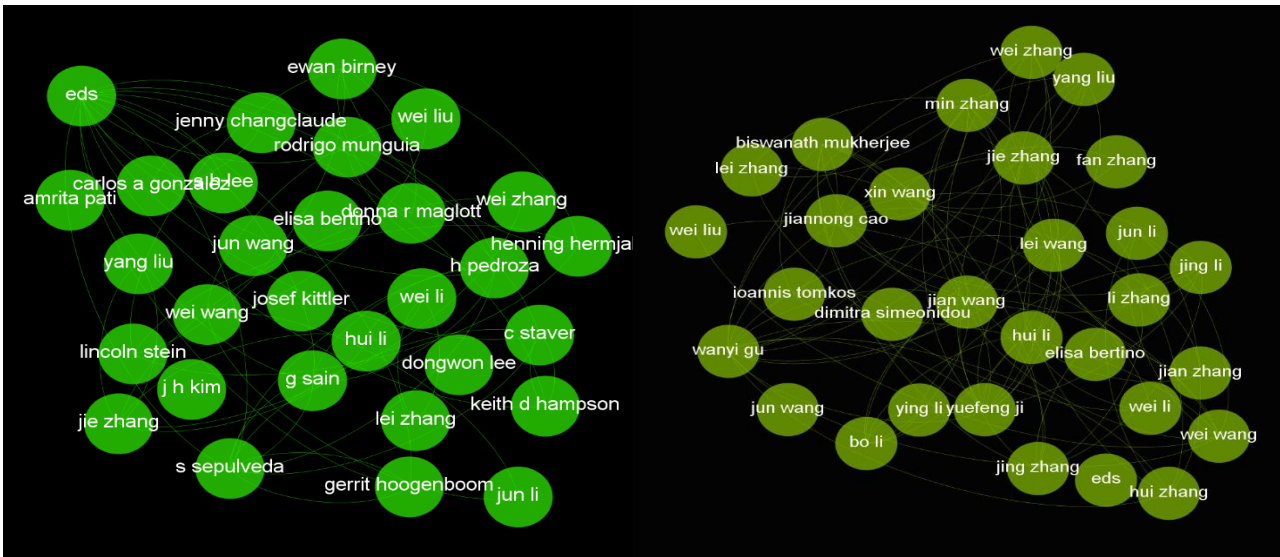 ewan birney
eds
jenny changclaude
wei liu
rodrigo munguia
carlos a gonzalez
s h lee
amrita pati
elisa bertino
donna r maglott
wei zhang
jun wang
henning hermja
yang liu
h pedroza
josef kittler
wei li
wei wang
c staver
hui li
lincoln stein
dongwon lee
g sain
j h kim
keith d hampson
jie zhang
lei zhang
s sepulveda
gerrit hoogenboom
jun li
wei zhang
yang liu
min zhang
biswanath mukherjee
jie zhang
fan zhang
lei zhang
xin wang
jiannong cao
wei liu
jun li
lei wang
jing li
ioannis tomkos
jian wang
li zhang
dimitra simeonidou
hui li
wanyi gu
elisa bertino
jian zhang
jun wang
ying li
yuefeng ji
wei li
bo li
wei wang
jing zhang
eds
hui zhang